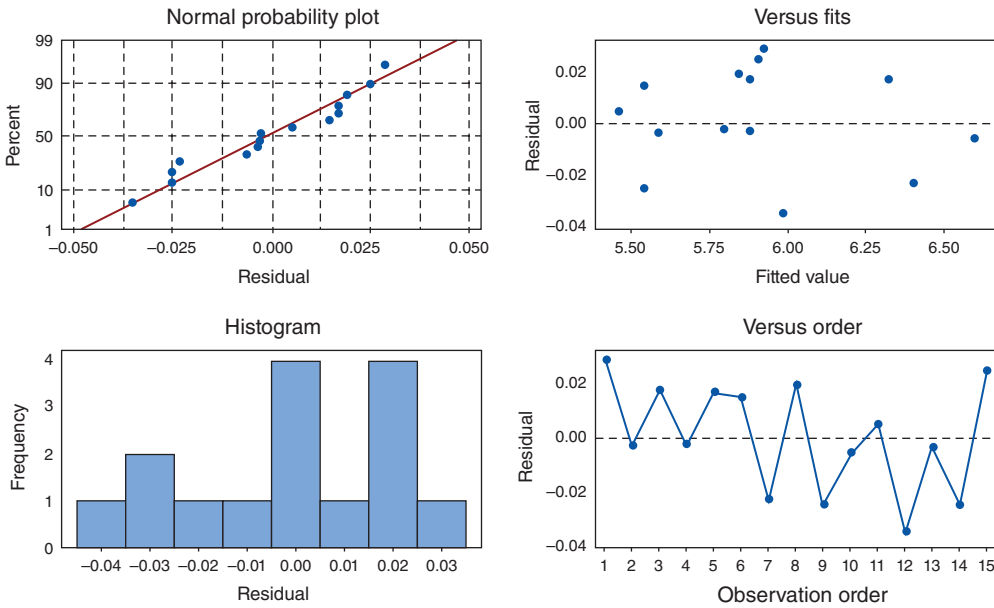 Normal probability plot
99
90
50
10
1
Percent
−0.050 −0.025 0.000 0.025 0.050
Residual
Versus fits
0.02
0.00
−0.02
−0.04
Residual
5.50 5.75 6.00 6.25 6.50
Fitted value
Histogram
4
3
2
1
0
Frequency
−0.04 −0.03 −0.02 −0.01 0.00 0.01 0.02 0.03
Residual
Versus order
0.02
0.00
−0.02
−0.04
Residual
1 2 3 4 5 6 7 8 9 10 11 12 13 14 15
Observation order